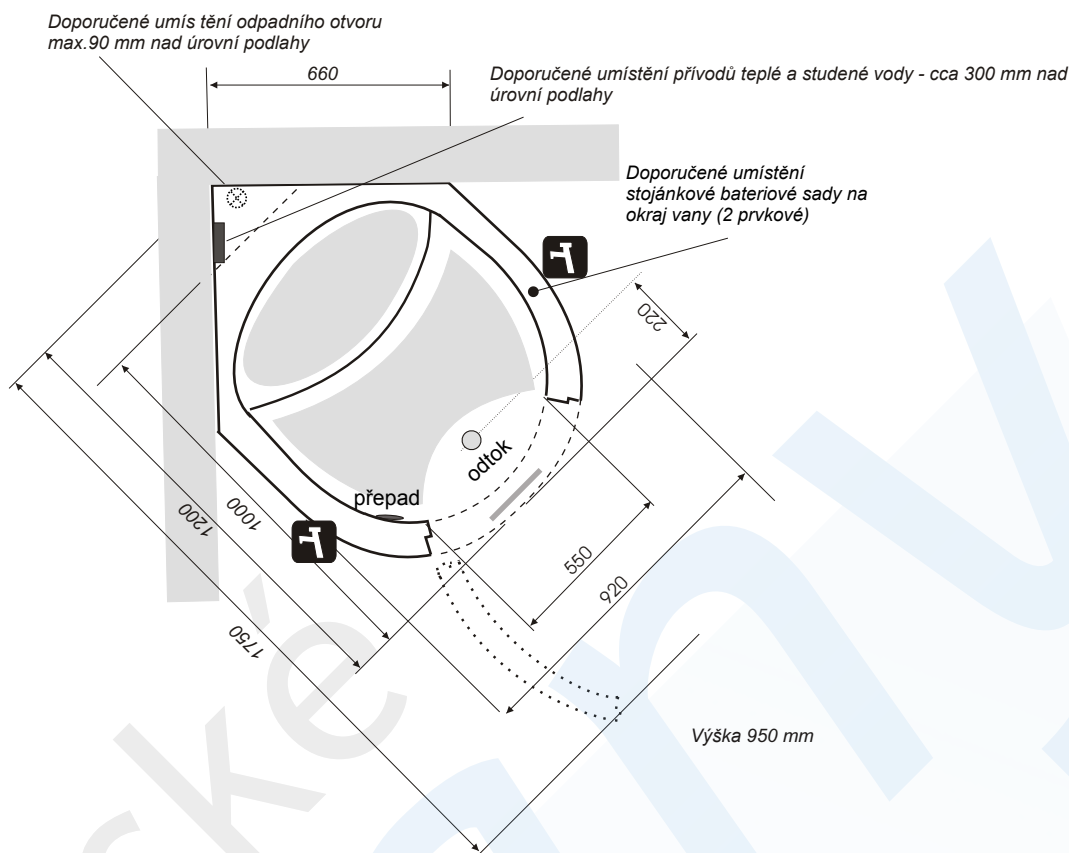 Doporučené umís tění odpadního otvoru
max.90 mm nad úrovní podlahy
660
Doporučené umístění přívodů teplé a studené vody - cca 300 mm nad
úrovní podlahy
Doporučené umístění
stojánkové bateriové sady na
okraj vany (2 prvkové)
220
odtok
přepad
1000
1200
1750
550
920
Výška 950 mm
ské